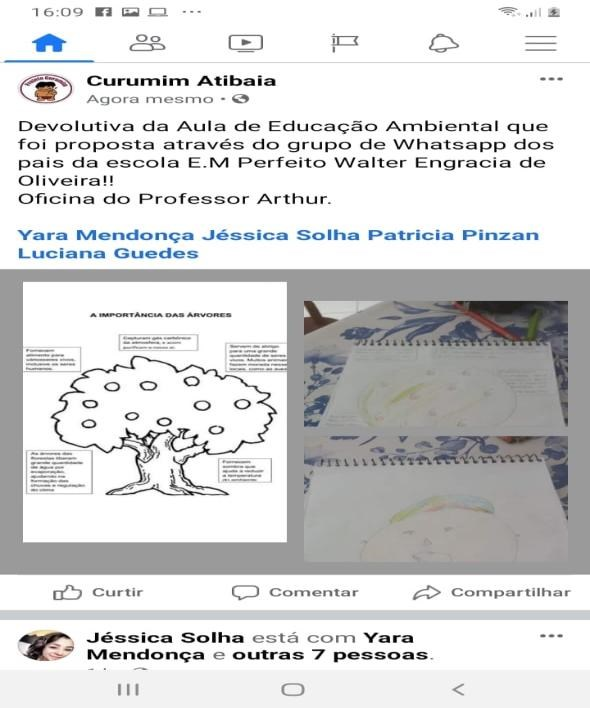 16:09
Curumim Atibaia
Agora mesmo
Devolutiva da Aula de Educação Ambiental que
foi proposta através do grupo de Whatsapp dos
pais da escola E.M Perfeito Walter Engracia de
Oliveira!!
Oficina do Professor Arthur.
Yara Mendonça Jéssica Solha Patricia Pinzan
Luciana Guedes
A IMPORTÂNCIA DAS ÁRVORES
Capturam gás carbônico
da atmosfera, e assim
purificam o nosso ar.
Fornecem
alimento para
seres vivos,
inclusive os seres
humanos.
Servem de abrigo
para uma grande
quantidade de seres
vivos. Muitos animais
fazem morada nesses
locais, como as aves
As árvores das
florestas liberam
grande quantidade
de água por
evaporação,
ajudando na
formação das
chuvas e regulação
do clima
Fornecem
sombra que
ajuda a reduzir
a temperatura
do ambiente
Curtir
Comentar
Compartilhar
Jéssica Solha está com Yara
Mendonça e outras 7 pessoas.